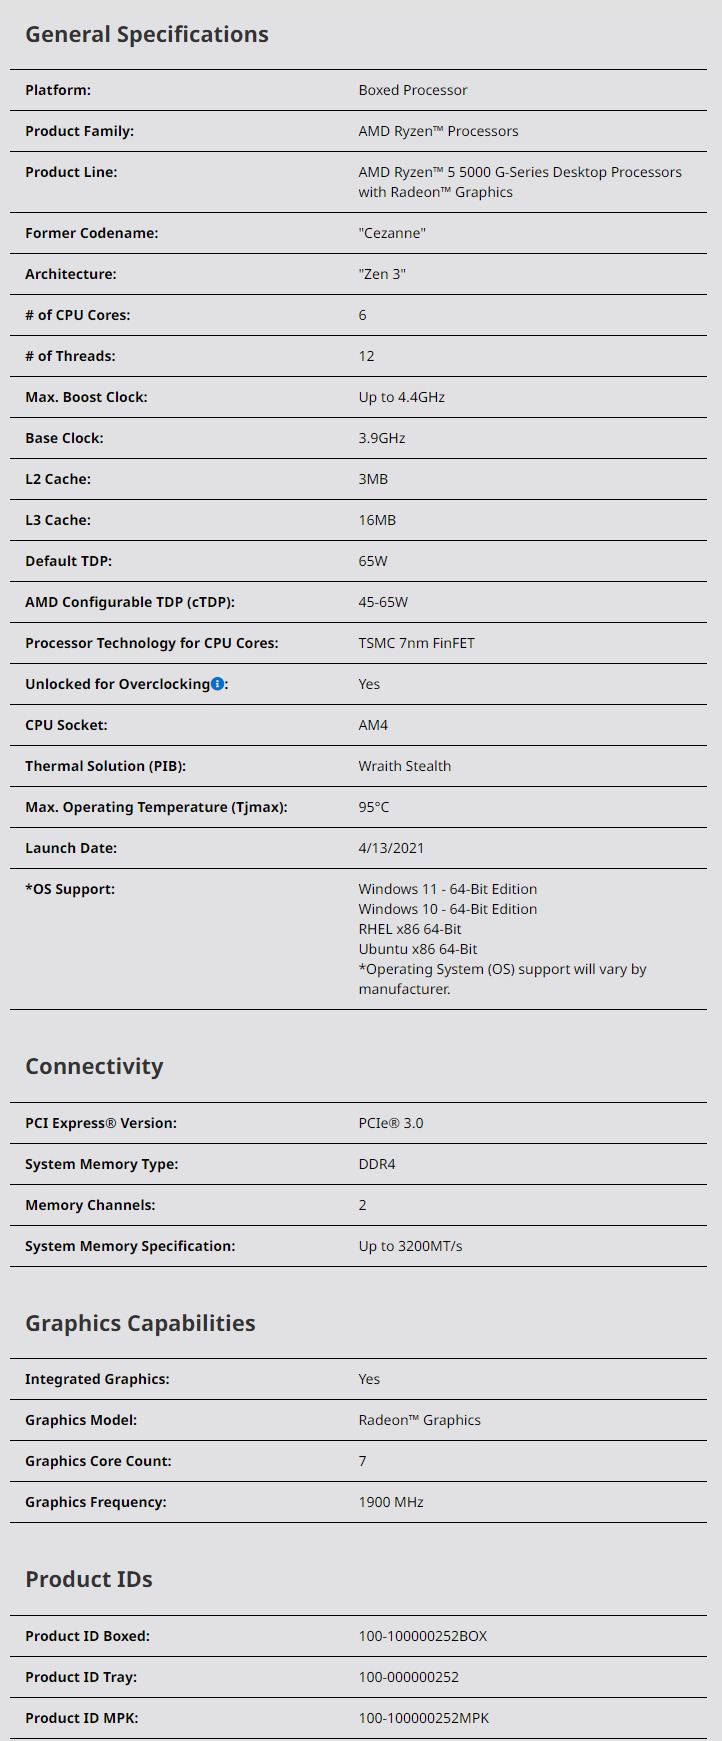 General Specifications
Platform: Boxed Processor
Product Family: AMD Ryzen™ Processors
Product Line: AMD Ryzen™ 5 5000 G-Series Desktop Processors
with Radeon™ Graphics
Former Codename: "Cezanne"
Architecture: "Zen 3"
# of CPU Cores: 6
# of Threads: 12
Max. Boost Clock: Up to 4.4GHz
Base Clock: 3.9GHz
L2 Cache: 3MB
L3 Cache: 16MB
Default TDP: 65W
AMD Configurable TDP (cTDP): 45-65W
Processor Technology for CPU Cores: TSMC 7nm FinFET
Unlocked for Overclocking: Yes
CPU Socket: AM4
Thermal Solution (PIB): Wraith Stealth
Max. Operating Temperature (Tjmax): 95°C
Launch Date: 4/13/2021
*OS Support: Windows 11 - 64-Bit Edition
Windows 10 - 64-Bit Edition
RHEL x86 64-Bit
Ubuntu x86 64-Bit
*Operating System (OS) support will vary by
manufacturer.
Connectivity
PCI Express® Version: PCIe® 3.0
System Memory Type: DDR4
Memory Channels: 2
System Memory Specification: Up to 3200MT/s
Graphics Capabilities
Integrated Graphics: Yes
Graphics Model: Radeon™ Graphics
Graphics Core Count: 7
Graphics Frequency: 1900 MHz
Product IDs
Product ID Boxed: 100-100000252BOX
Product ID Tray: 100-000000252
Product ID MPK: 100-100000252MPK